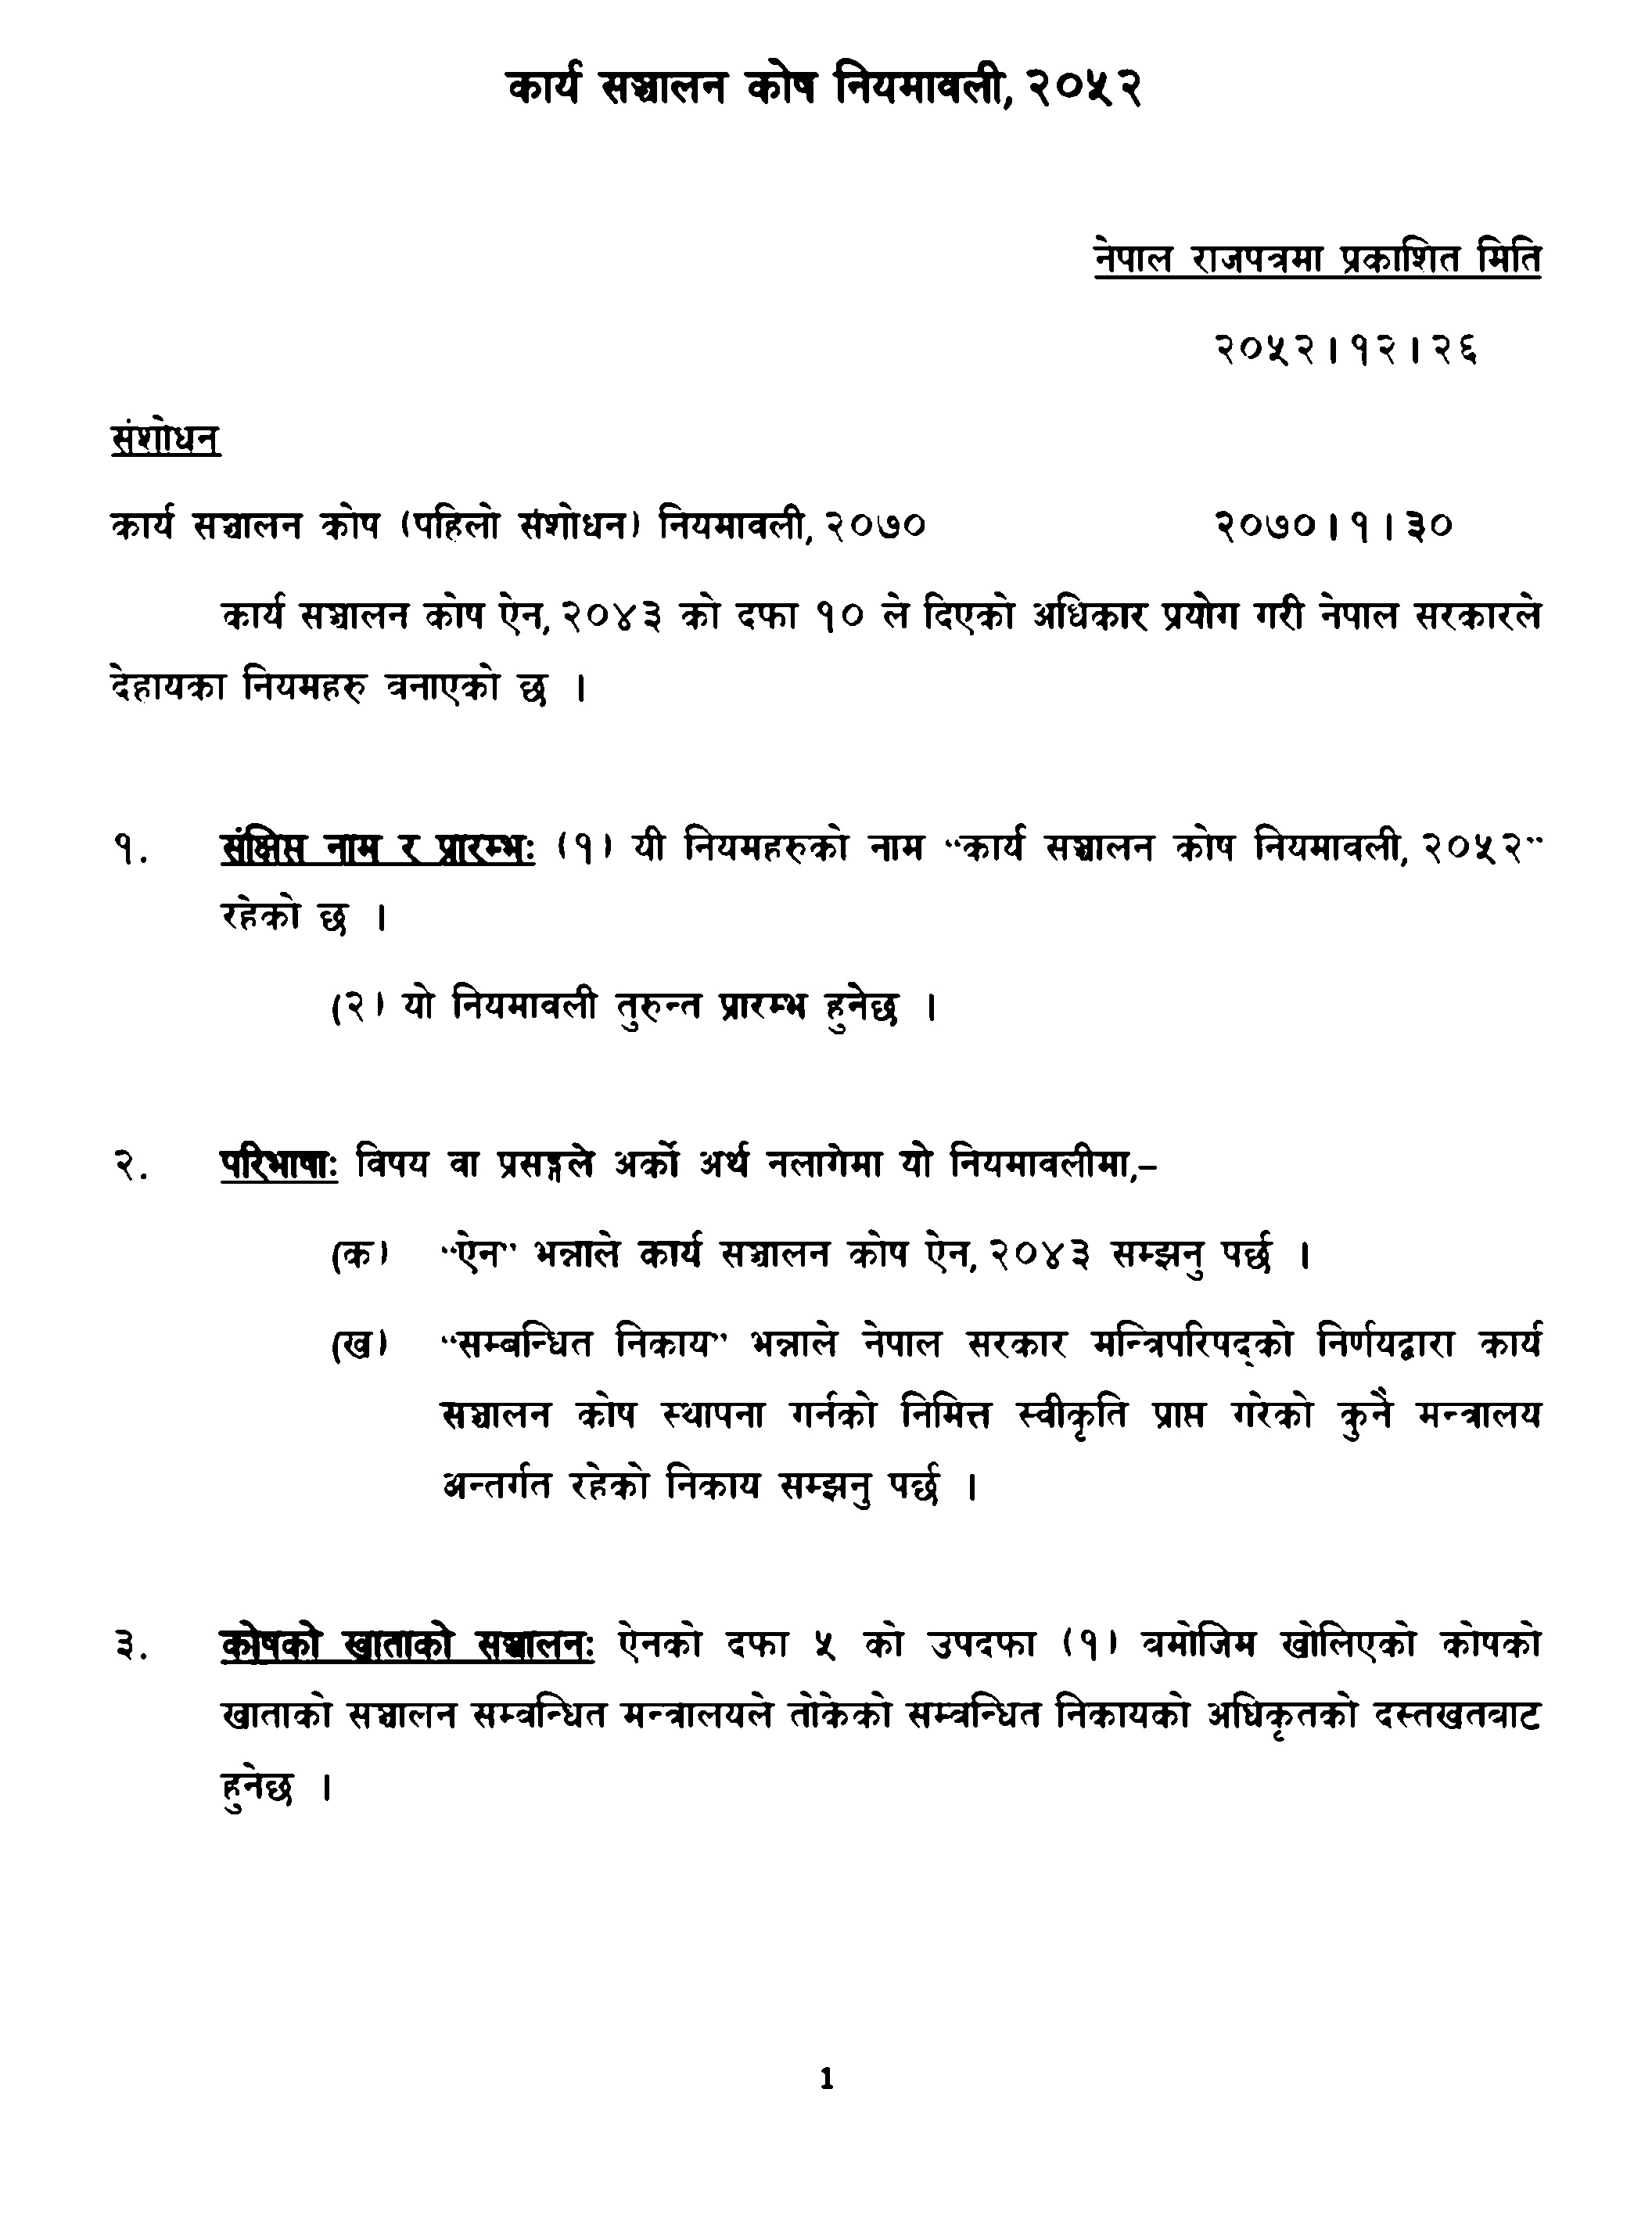 कार्य सञ्चालन कोष नियमावली, २०५२
नेपाल राजपत्रमा प्रकाशित मिति
२०५२।१२।२६
संशोधन
कार्य सञ्चालन कोष (पहिलो संशोधन) नियमावली, २०७० २०७०।१।३०
कार्य सञ्चालन कोष ऐन, २०४३ को दफा १० ले दिएको अधिकार प्रयोग गरी नेपाल सरकारले
देहायका नियमहरु बनाएको छ ।
१. संक्षिप्त नाम र प्रारम्भः (१) यी नियमहरुको नाम “कार्य सञ्चालन कोष नियमावली, २०५२”
रहेको छ ।
(२) यो नियमावली तुरुन्त प्रारम्भ हुनेछ ।
२. परिभाषाः विषय वा प्रसङ्गले अर्को अर्थ नलागेमा यो नियमावलीमा,–
(क) “ऐन” भन्नाले कार्य सञ्चालन कोष ऐन, २०४३ सम्झनु पर्छ ।
(ख) “सम्बन्धित निकाय” भन्नाले नेपाल सरकार मन्त्रिपरिषद्को निर्णयद्वारा कार्य
सञ्चालन कोष स्थापना गर्नको निमित्त स्वीकृति प्राप्त गरेको कुनै मन्त्रालय
अन्तर्गत रहेको निकाय सम्झनु पर्छ ।
३. कोषको खाताको सञ्चालनः ऐनको दफा ५ को उपदफा (१) बमोजिम खोलिएको कोषको
खाताको सञ्चालन सम्बन्धित मन्त्रालयले तोकेको सम्बन्धित निकायको अधिकृतको दस्तखतबाट
हुनेछ ।
1